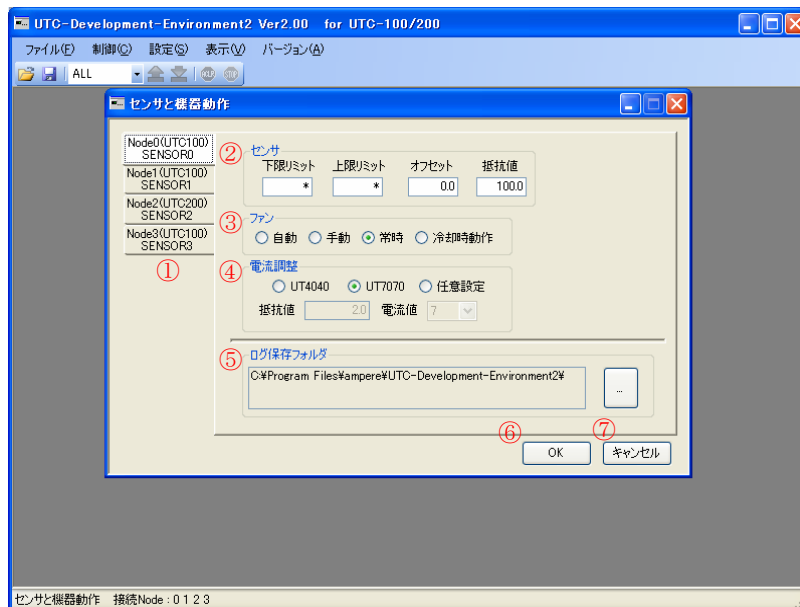 UTC-Development-Environment2 Ver2.00 for UTC-100/200
ファイル(F) 制御(C) 設定(S) 表示(V) バージョン(A)
ALL
STOP
センサと機器動作
Node0(UTC100)
SENSOR0
Node1(UTC100)
SENSOR1
Node2(UTC200)
SENSOR2
Node3(UTC100)
SENSOR3
①
② センサ
下限リミット 上限リミット オフセット 抵抗値
* * 0.0 100.0
③ ファン
自動 手動 常時 冷却時動作
④ 電流調整
UT4040 UT7070 任意設定
抵抗値 2.0 電流値 7
⑤ ログ保存フォルダ
C:¥Program Files¥ampere¥UTC-Development-Environment2¥
...
⑥ ⑦
OK キャンセル
センサと機器動作 接続Node : 0 1 2 3